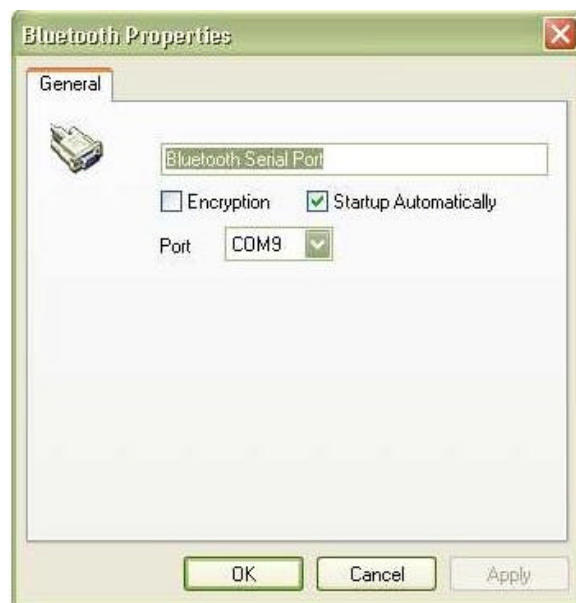 Bluetooth Properties
General
Bluetooth Serial Port
Encryption Startup Automatically
Port COM9
OK Cancel Apply